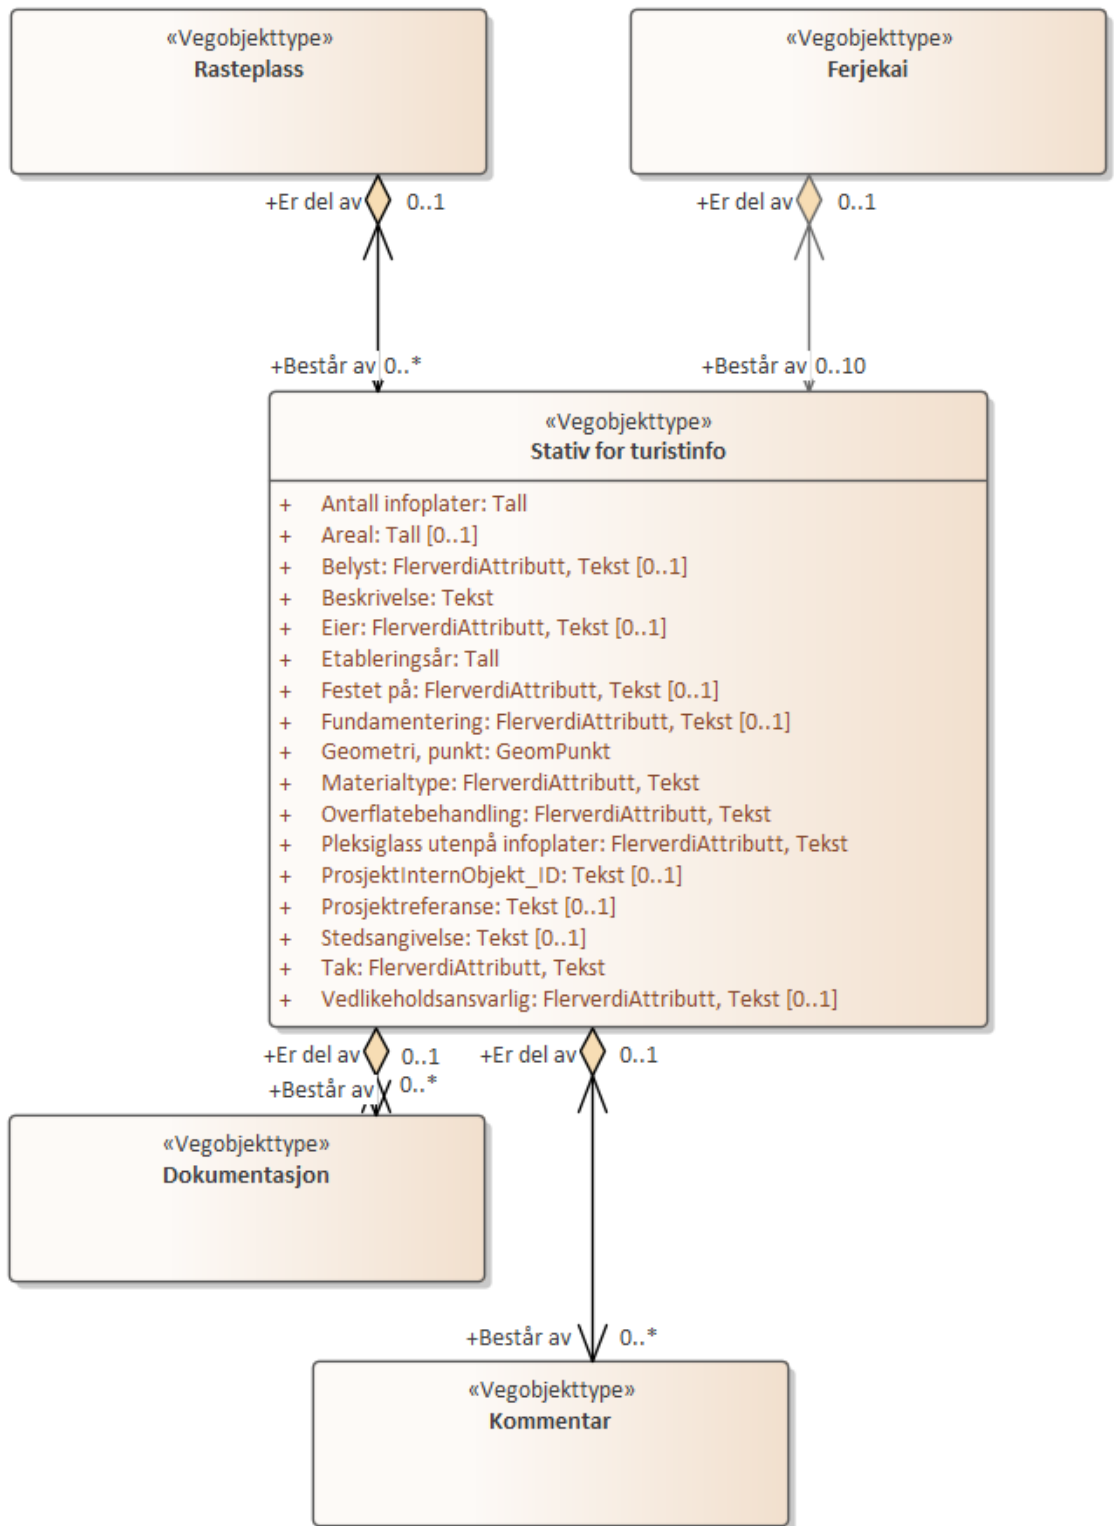 «Vegobjekttype»
Rasteplass
«Vegobjekttype»
Ferjekai
+Er del av 0..1
+Er del av 0..1
+Består av 0..*
+Består av 0..10
«Vegobjekttype»
Stativ for turistinfo
+ Antall infoplater: Tall
+ Areal: Tall [0..1]
+ Belyst: FlerverdiAttributt, Tekst [0..1]
+ Beskrivelse: Tekst
+ Eier: FlerverdiAttributt, Tekst [0..1]
+ Etableringsår: Tall
+ Festet på: FlerverdiAttributt, Tekst [0..1]
+ Fundamentering: FlerverdiAttributt, Tekst [0..1]
+ Geometri, punkt: GeomPunkt
+ Materialtype: FlerverdiAttributt, Tekst
+ Overflatebehandling: FlerverdiAttributt, Tekst
+ Pleksiglass utenpå infoplater: FlerverdiAttributt, Tekst
+ ProsjektInternObjekt_ID: Tekst [0..1]
+ Prosjektreferanse: Tekst [0..1]
+ Stedsangivelse: Tekst [0..1]
+ Tak: FlerverdiAttributt, Tekst
+ Vedlikeholdsansvarlig: FlerverdiAttributt, Tekst [0..1]
+Er del av 0..1
+Er del av 0..1
+Består av 0..*
«Vegobjekttype»
Dokumentasjon
+Består av 0..*
«Vegobjekttype»
Kommentar